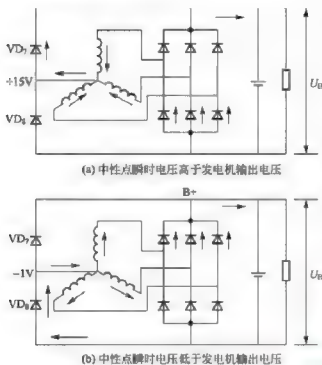 VD₇
+15V
VD₈
U_B
(a) 中性点瞬时电压高于发电机输出电压
B+
VD₇
−1V
VD₈
U_B
(b) 中性点瞬时电压低于发电机输出电压